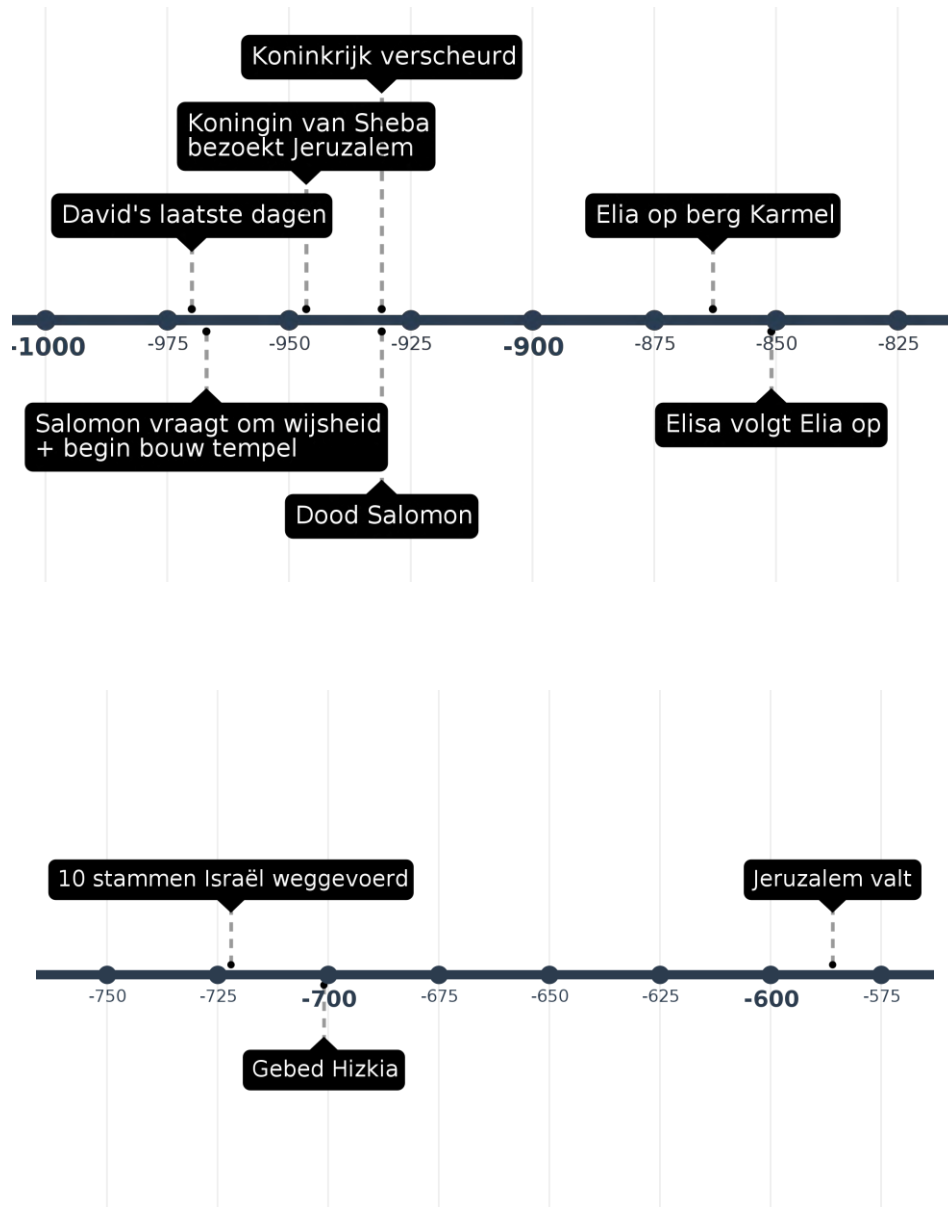 Koninkrijk verscheurd
Koningin van Sheba
bezoekt Jeruzalem
David's laatste dagen
Elia op berg Karmel
-1000
-975
-950
-925
-900
-875
-850
-825
Salomon vraagt om wijsheid
+ begin bouw tempel
Elisa volgt Elia op
Dood Salomon
10 stammen Israël weggevoerd
Jeruzalem valt
-750
-725
-700
-675
-650
-625
-600
-575
Gebed Hizkia